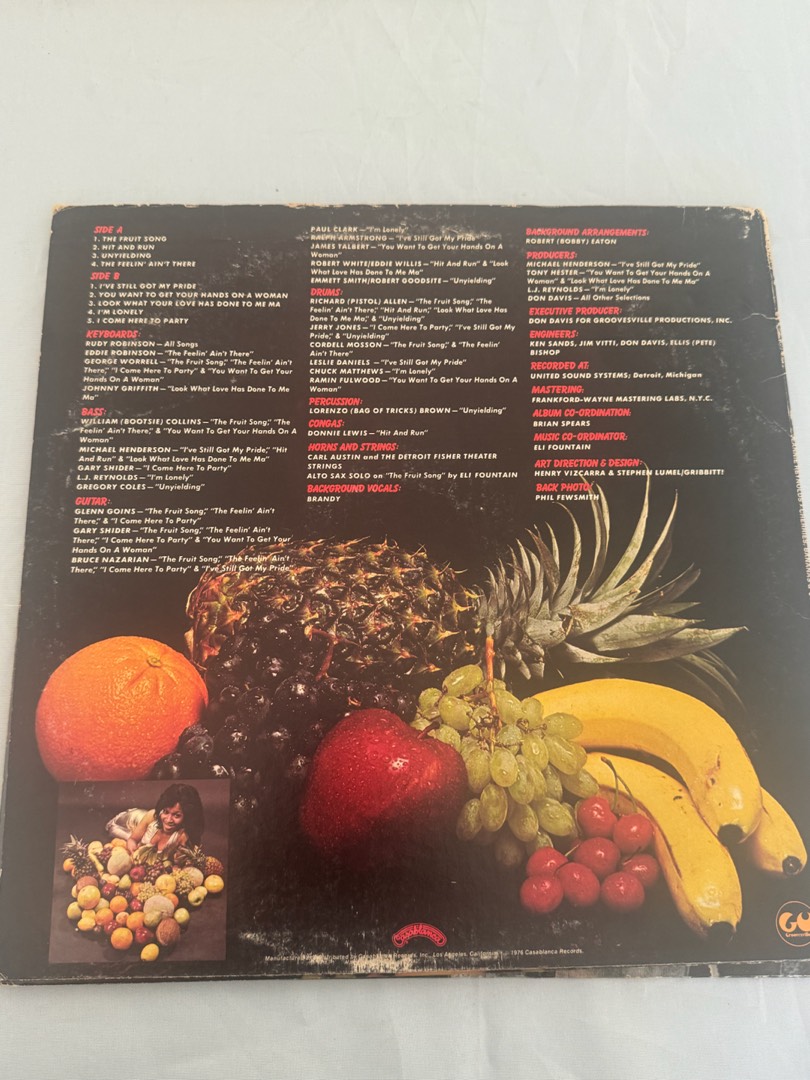 SIDE A
1. THE FRUIT SONG
2. HIT AND RUN
3. UNYIELDING
4. THE FEELIN' AIN'T THERE
SIDE B
1. I'VE STILL GOT MY PRIDE
2. YOU WANT TO GET YOUR HANDS ON A WOMAN
3. LOOK WHAT YOUR LOVE HAS DONE TO ME MA
4. I'M LONELY
5. I COME HERE TO PARTY
KEYBOARDS:
RUDY ROBINSON—All Songs
EDDIE ROBINSON—"The Feelin' Ain't There"
GEORGE WORRELL—"The Fruit Song," "The Feelin' Ain't
There," "I Come Here To Party" & "You Want To Get Your
Hands On A Woman"
JOHNNY GRIFFITH—"Look What Love Has Done To Me
Ma"
BASS:
WILLIAM (BOOTSIE) COLLINS—"The Fruit Song," "The
Feelin' Ain't There," & "You Want To Get Your Hands On A
Woman"
MICHAEL HENDERSON—"I've Still Got My Pride," "Hit
And Run" & "Look What Love Has Done To Me Ma"
GARY SHIDER—"I Come Here To Party"
L.J. REYNOLDS—"I'm Lonely"
GREGORY COLES—"Unyielding"
GUITAR:
GLENN GOINS—"The Fruit Song," "The Feelin' Ain't
There," & "I Come Here To Party"
GARY SHIDER—"The Fruit Song," "The Feelin' Ain't
There," "I Come Here To Party" & "You Want To Get Your
Hands On A Woman"
BRUCE NAZARIAN—"The Fruit Song," "The Feelin' Ain't
There," "I Come Here To Party" & "I've Still Got My Pride"
PAUL CLARK—"I'm Lonely"
RALPH ARMSTRONG—"I've Still Got My Pride"
JAMES TALBERT—"You Want To Get Your Hands On A
Woman"
ROBERT WHITE/EDDIE WILLIS—"Hit And Run" & "Look
What Love Has Done To Me Ma"
EMMETT SMITH/ROBERT GOODSITE—"Unyielding"
DRUMS:
RICHARD (PISTOL) ALLEN—"The Fruit Song," "The
Feelin' Ain't There," "Hit And Run," "Look What Love Has
Done To Me Ma," & "Unyielding"
JERRY JONES—"I Come Here To Party," "I've Still Got My
Pride," & "Unyielding"
CORDELL MOSSON—"The Fruit Song," & "The Feelin'
Ain't There"
LESLIE DANIELS—"I've Still Got My Pride"
CHUCK MATTHEWS—"I'm Lonely"
RAMIN FULWOOD—"You Want To Get Your Hands On A
Woman"
PERCUSSION:
LORENZO (BAG OF TRICKS) BROWN—"Unyielding"
CONGAS:
DONNIE LEWIS—"Hit And Run"
HORNS AND STRINGS:
CARL AUSTIN and THE DETROIT FISHER THEATER
STRINGS
ALTO SAX SOLO on "The Fruit Song" by ELI FOUNTAIN
BACKGROUND VOCALS:
BRANDY
BACKGROUND ARRANGEMENTS:
ROBERT (BOBBY) EATON
PRODUCERS:
MICHAEL HENDERSON—"I've Still Got My Pride"
TONY HESTER—"You Want To Get Your Hands On A
Woman" & "Look What Love Has Done To Me Ma"
L.J. REYNOLDS—"I'm Lonely"
DON DAVIS—All Other Selections
EXECUTIVE PRODUCER:
DON DAVIS FOR GROOVESVILLE PRODUCTIONS, INC.
ENGINEERS:
KEN SANDS, JIM VITTI, DON DAVIS, ELLIS (PETE)
BISHOP
RECORDED AT:
UNITED SOUND SYSTEMS; Detroit, Michigan
MASTERING:
FRANKFORD-WAYNE MASTERING LABS, N.Y.C.
ALBUM CO-ORDINATION:
BRIAN SPEARS
MUSIC CO-ORDINATOR:
ELI FOUNTAIN
ART DIRECTION & DESIGN:
HENRY VIZCARRA & STEPHEN LUMEL/GRIBBITT!
BACK PHOTO:
PHIL FEWSMITH
Casablanca
Manufactured and Distributed by Casablanca Records, Inc., Los Angeles, California © 1976 Casablanca Records.